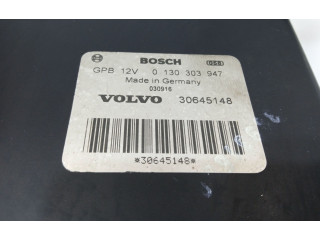 BOSCH
GPB 12V 0 130 303 947
Made in Germany
030916
VOLVO 30645148
*30645148*